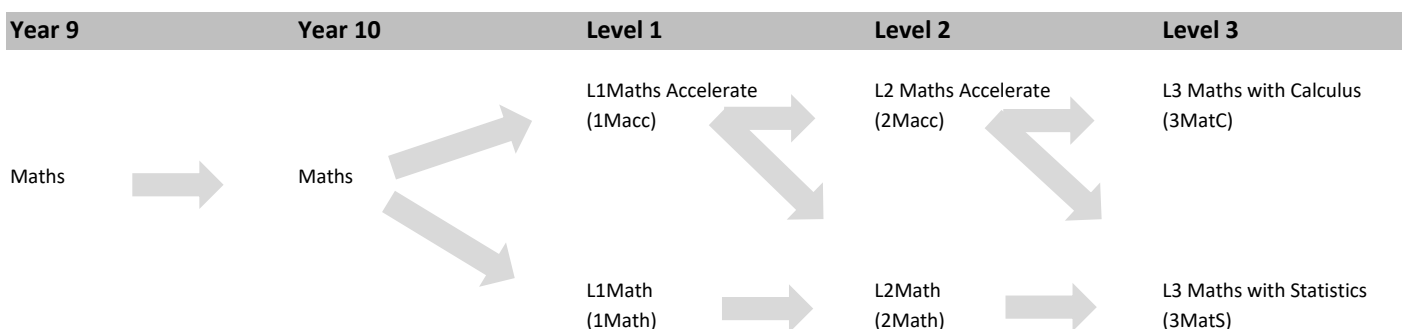 Year 9 Year 10 Level 1 Level 2 Level 3
L1Maths Accelerate L2 Maths Accelerate L3 Maths with Calculus
(1Macc) (2Macc) (3MatC)
Maths Maths
L1Math L2Math L3 Maths with Statistics
(1Math) (2Math) (3MatS)